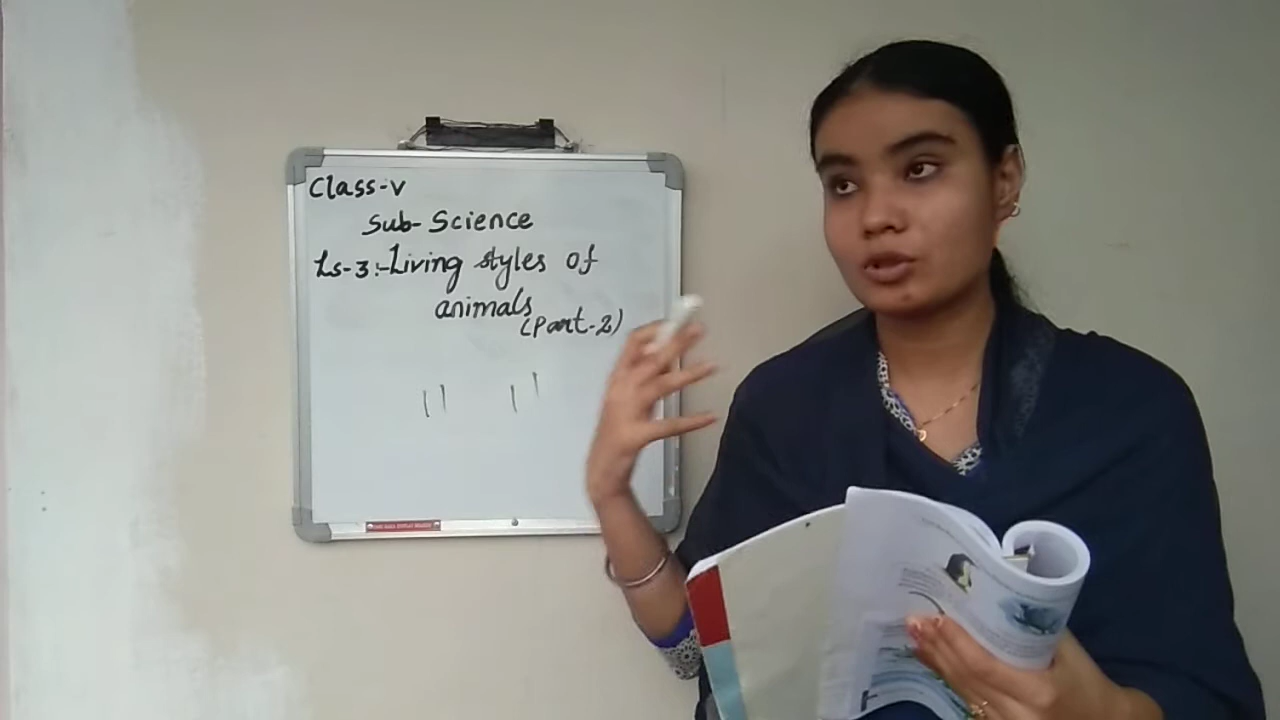 Class-V
Sub- Science
Ls-3:-Living styles of
animals
(Part-2)